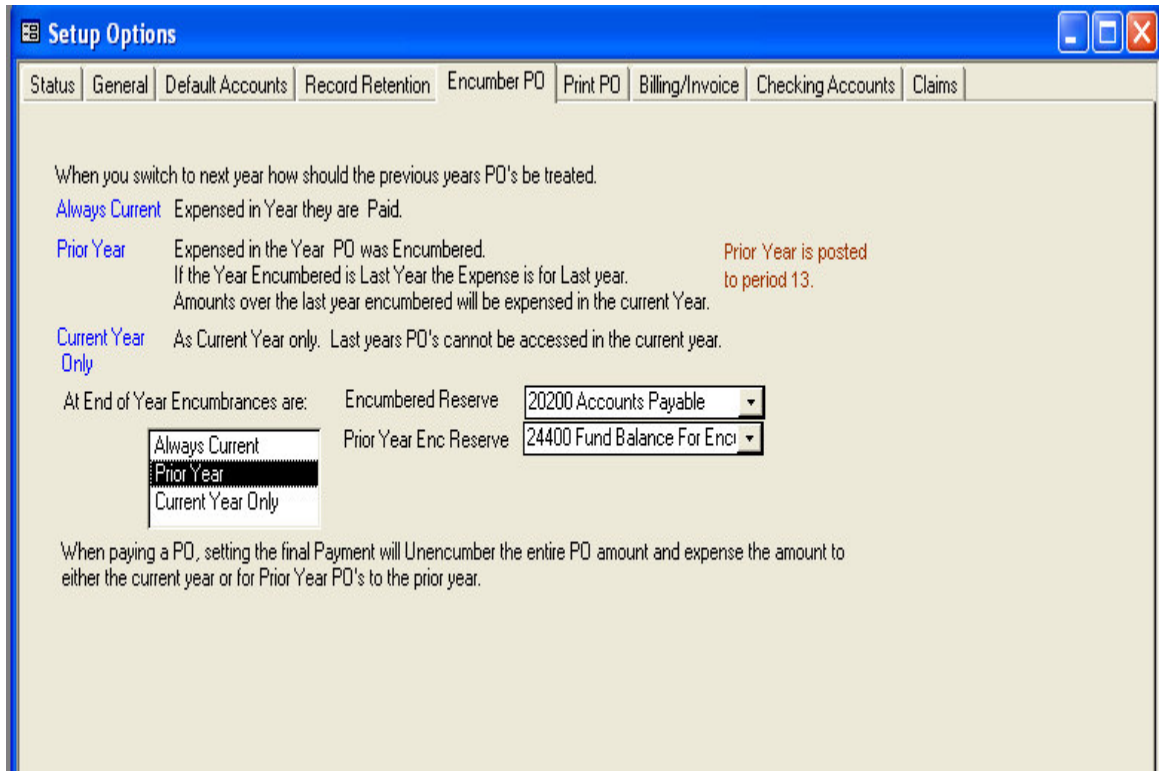 Setup Options
Status General Default Accounts Record Retention Encumber PO Print PO Billing/Invoice Checking Accounts Claims
When you switch to next year how should the previous years PO's be treated.
Always Current Expensed in Year they are Paid.
Prior Year Expensed in the Year PO was Encumbered.
If the Year Encumbered is Last Year the Expense is for Last year.
Amounts over the last year encumbered will be expensed in the current Year.
Prior Year is posted
to period 13.
Current Year
Only
As Current Year only. Last years PO's cannot be accessed in the current year.
At End of Year Encumbrances are:
Encumbered Reserve 20200 Accounts Payable
Prior Year Enc Reserve 24400 Fund Balance For
Always Current
Prior Year
Current Year Only
When paying a PO, setting the final Payment will Unencumber the entire PO amount and expense the amount to
either the current year or for Prior Year PO's to the prior year.